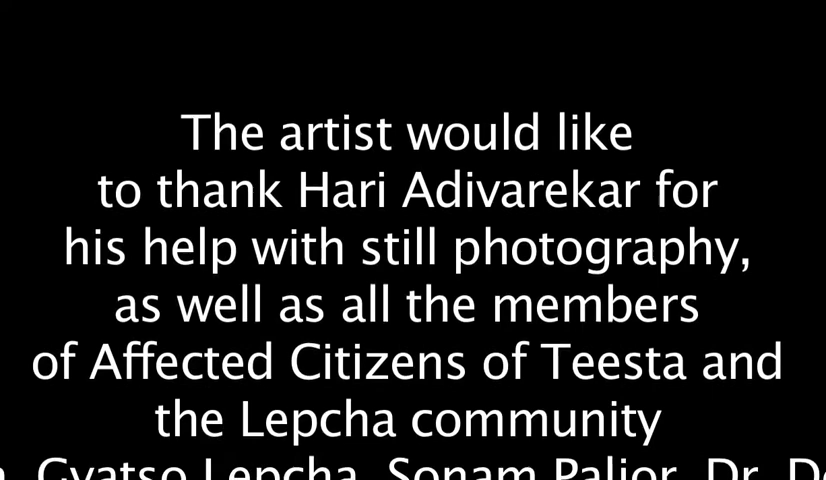 The artist would like
to thank Hari Adivarekar for
his help with still photography,
as well as all the members
of Affected Citizens of Teesta and
the Lepcha community
Gyatso Lepcha, Sonam Paljor, Dr.